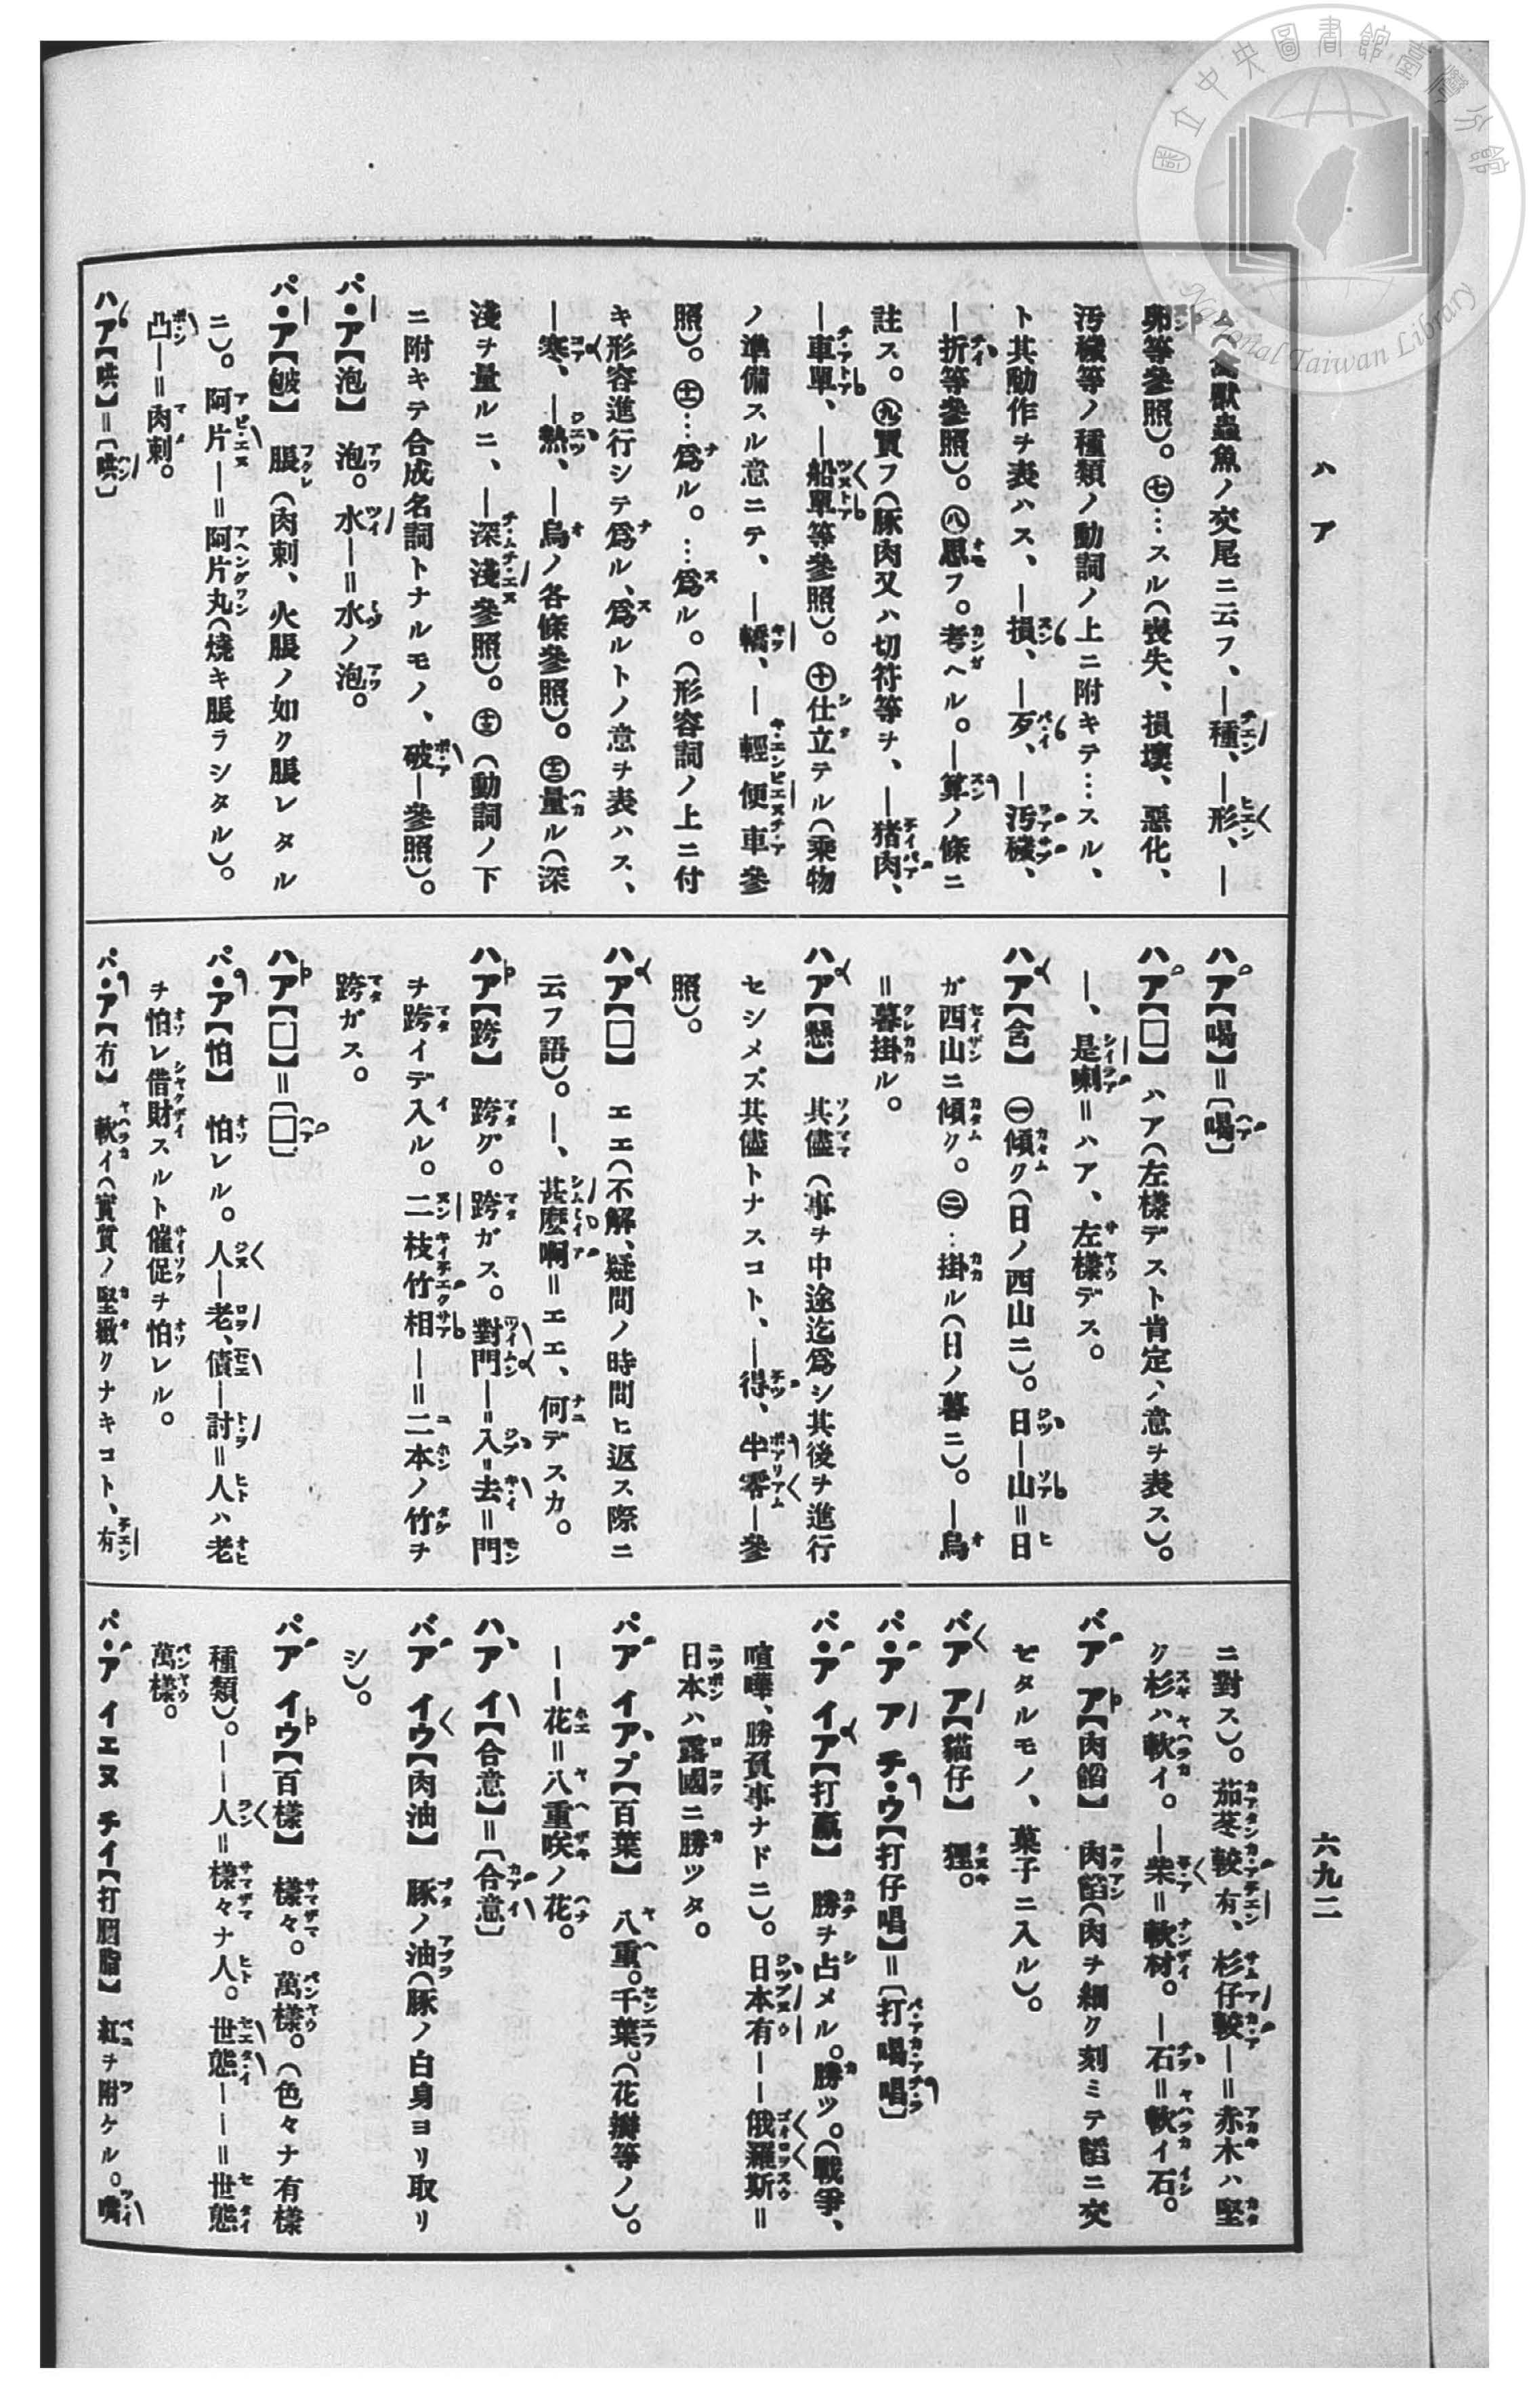 國立中央圖書館臺灣分館
National Taiwan Library
ハア
六九二
ム(禽獸蟲魚ノ交尾ニ云フ、―種、―形、―
卵等參照)。㊆…スル(喪失、損壞、惡化、
汚穢等ノ種類ノ動詞ノ上ニ附キテ…スル、
ト其動作ヲ表ハス、―損、―歹、―汚穢、
―折等參照)。㊇思フ。考ヘル。―算ノ條ニ
註ス。㊈買フ(豚肉又ハ切符等ヲ、―猪肉、
―車單、―船單等參照)。㊉仕立テル(乘物
ノ準備スル意ニテ、―轎、―輕便車參
照)。…爲ル。…爲ル。(形容詞ノ上ニ付
キ形容進行シテ爲ル、爲ルトノ意ヲ表ハス、
―寒、―熱、―烏ノ各條參照)。量ル(深
淺ヲ量ルニ、―深淺參照)。(動詞ノ下
ニ附キテ合成名詞トナルモノ、破―參照)。
パ・ア【泡】 泡。水―=水ノ泡。
パ・ア【皰】 脹(肉刺、火脹ノ如ク脹レタル
ニ)。阿片―=阿片丸(燒キ脹ラシタル)。
凸―=肉刺。
ハア【哄】=〔哄〕
ハア【喝】=〔喝〕
ハア【□】 ハア(左樣デスト肯定ノ意ヲ表ス)。
―、是喇=ハア、左樣デス。
ハア【含】 ㊀傾ク(日ノ西山ニ)。日―山=日
ガ西山ニ傾ク。㊁…掛ル(日ノ暮ニ)。―烏
=暮掛ル。
ハア【懸】 其儘(事ヲ中途迄爲シ其後ヲ進行
セシメズ其儘トナスコト、―得、半零―參
照)。
ハア【□】 エエ(不解、疑問ノ時問ヒ返ス際ニ
云フ語)。―、甚麽啊=エエ、何デスカ。
ハア【跨】 跨グ。跨ガス。對門―=入=去=門
ヲ跨イデ入ル。二枝竹相―=二本ノ竹ヲ
跨ガス。
ハア【□】=〔□〕
パ・ア【怕】 怕レル。人―老、債―討=人ハ老
ヲ怕レ借財スルト催促ヲ怕レル。
パ・ア【冇】 軟イ(實質ノ堅緻クナキコト、有
ニ對ス)。茄苳較有、杉仔較―=赤木ハ堅
ク杉ハ軟イ。―柴=軟材。―石=軟イ石。
バア ア【肉餡】 肉餡(肉ヲ細ク刻ミテ餡ニ交
ゼタルモノ、菓子ニ入ル)。
バア ア【貓仔】 狸。
パ・ア ア チ・ウ【打仔唱】=〔打喝唱〕
パ・ア イア【打贏】 勝ヲ占メル。勝ツ。(戰爭、
喧嘩、勝負事ナドニ)。日本有――俄羅斯=
日本ハ露國ニ勝ツタ。
パア イアプ【百葉】 八重。千葉。(花瓣等ノ)。
――花=八重咲ノ花。
ハア イ【合意】=〔合意〕
バア イウ【肉油】 豚ノ油(豚ノ白身ヨリ取リ
シ)。
パア イウ【百樣】 樣々。萬樣。(色々ナ有樣
種類)。――人=樣々ナ人。世態――=世態
萬樣。
パ・ア イエヌ チイ【打胭脂】 紅ヲ附ケル。嘴